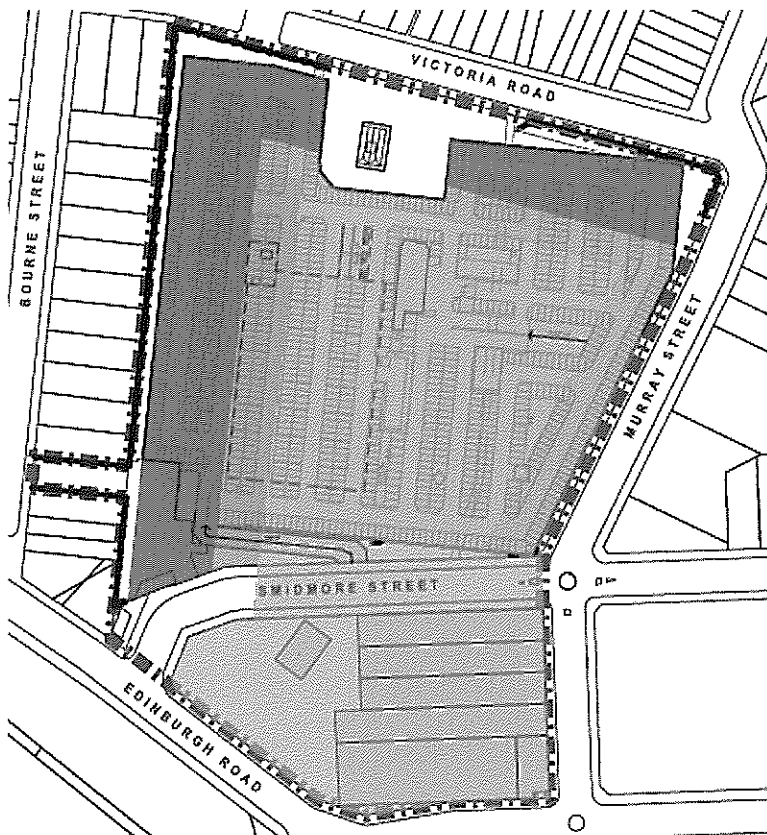 VICTORIA ROAD
BOURNE STREET
MURRAY STREET
SMIDMORE STREET
EDINBURGH ROAD